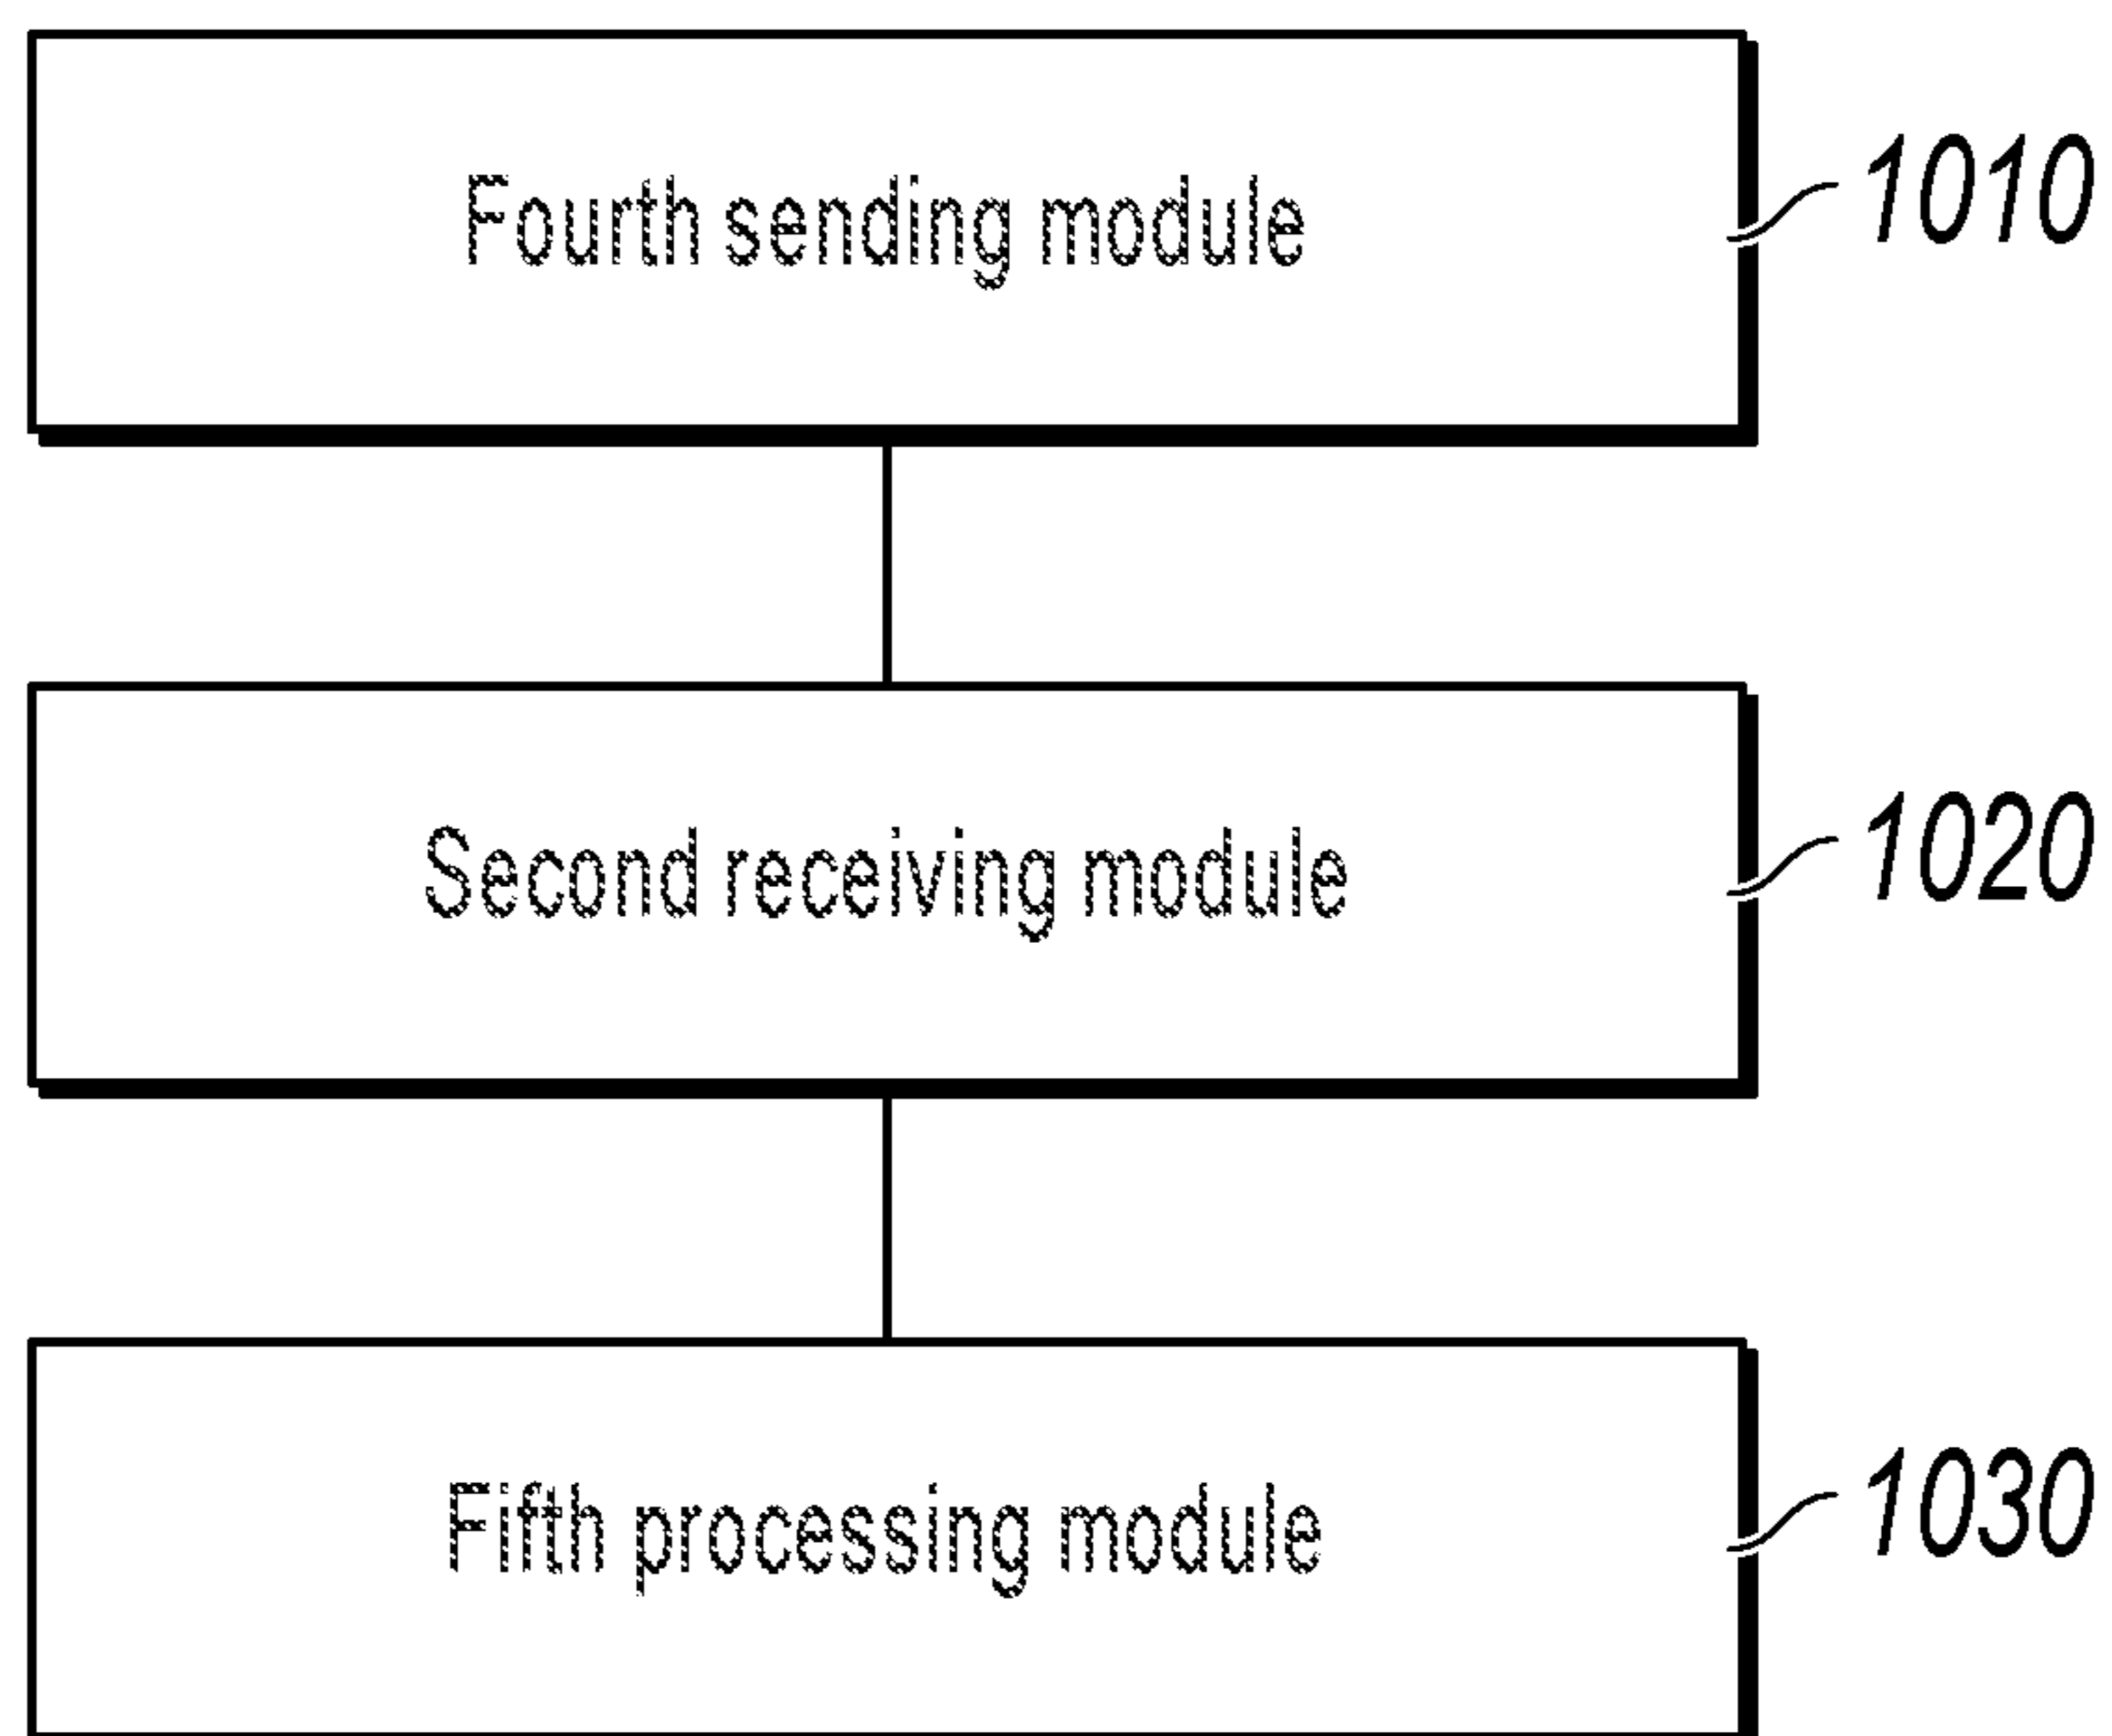 Fourth sending module
1010
Second receiving module
1020
Fifth processing module
1030